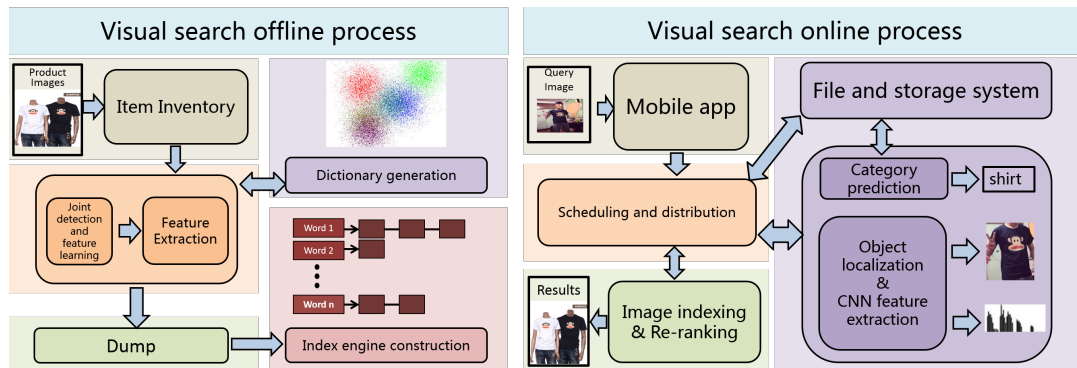 Visual search offline process
Product
Images
Item Inventory
Dictionary generation
Joint
detection
and
feature
learning
Feature
Extraction
Word 1
Word 2
Word n
Dump
Index engine construction
Visual search online process
Query
Image
Mobile app
File and storage system
Category
prediction
shirt
Scheduling and distribution
Object
localization
&
CNN feature
extraction
Results
Image indexing
& Re-ranking